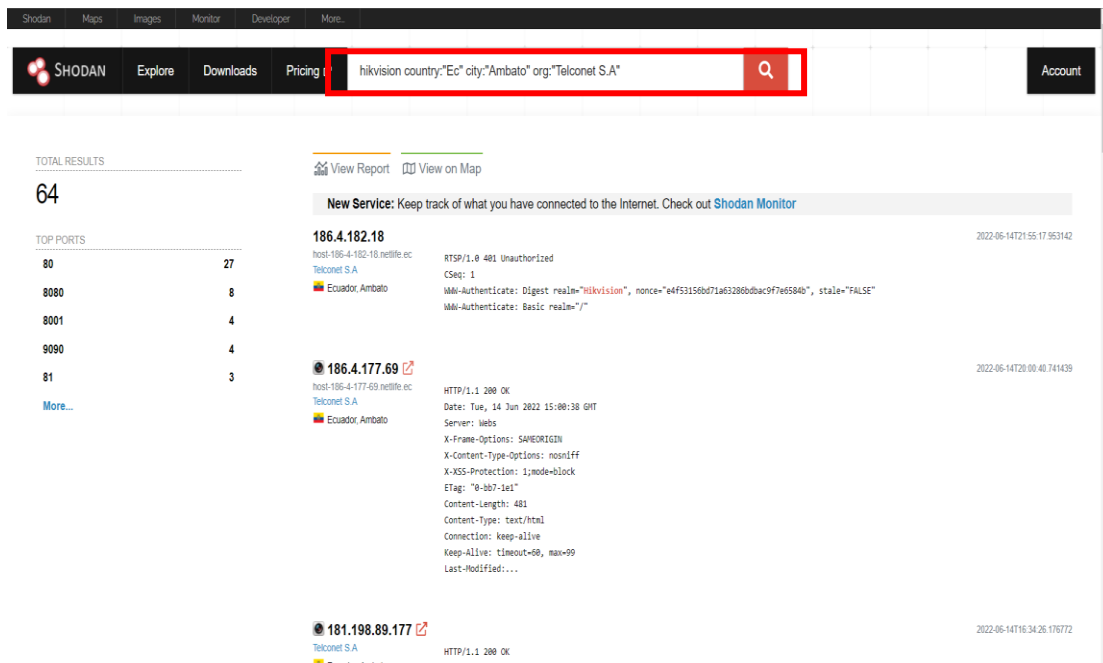 Shodan Maps Images Monitor Developer More...
SHODAN Explore Downloads Pricing hikvision country:"Ec" city:"Ambato" org:"Telconet S.A" Account
TOTAL RESULTS
64
TOP PORTS
80 27
8080 8
8001 4
9090 4
81 3
More...
View Report View on Map
New Service: Keep track of what you have connected to the Internet. Check out Shodan Monitor
186.4.182.18 2022-06-14T21:55:17.953142
host-186-4-182-18.netlife.ec
Telconet S.A
Ecuador, Ambato
RTSP/1.0 401 Unauthorized
CSeq: 1
WWW-Authenticate: Digest realm="Hikvision", nonce="e4f53156bd71a63286bdbac9f7e6584b", stale="FALSE"
WWW-Authenticate: Basic realm="/"
186.4.177.69 2022-06-14T20:00:40.741439
host-186-4-177-69.netlife.ec
Telconet S.A
Ecuador, Ambato
HTTP/1.1 200 OK
Date: Tue, 14 Jun 2022 15:00:38 GMT
Server: Webs
X-Frame-Options: SAMEORIGIN
X-Content-Type-Options: nosniff
X-XSS-Protection: 1;mode=block
ETag: "0-bb7-1e1"
Content-Length: 481
Content-Type: text/html
Connection: keep-alive
Keep-Alive: timeout=60, max=99
Last-Modified:...
181.198.89.177 2022-06-14T16:34:26.176772
Telconet S.A
HTTP/1.1 200 OK